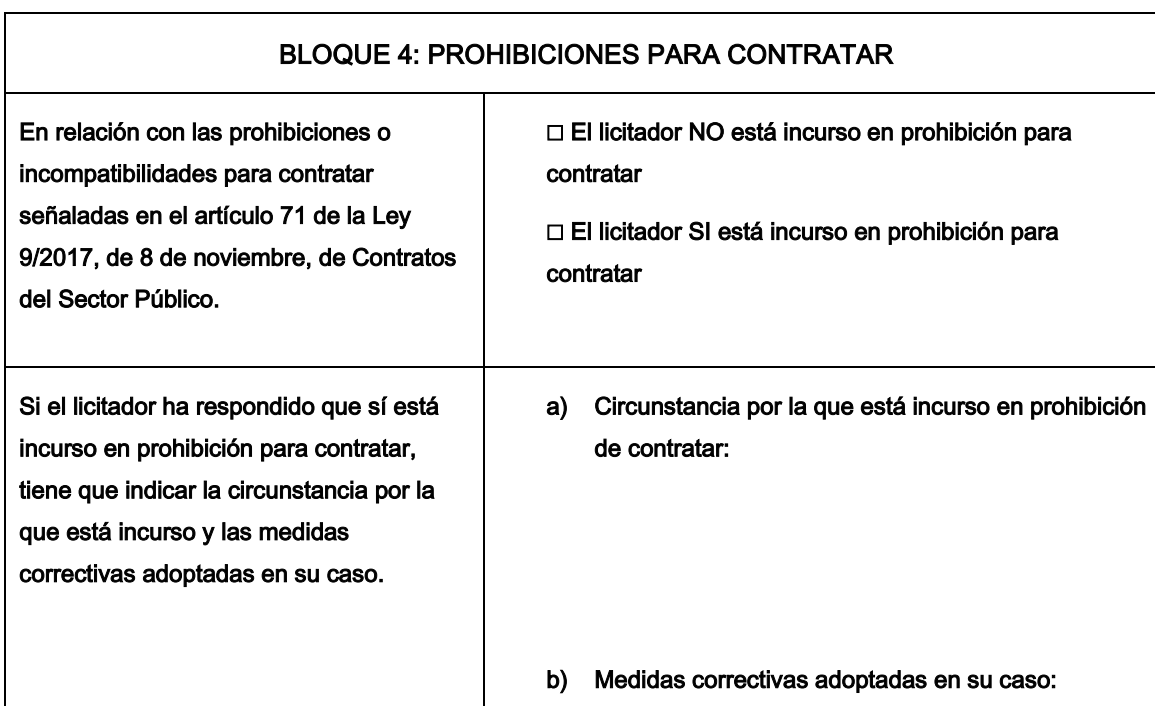 BLOQUE 4: PROHIBICIONES PARA CONTRATAR
En relación con las prohibiciones o
incompatibilidades para contratar
señaladas en el artículo 71 de la Ley
9/2017, de 8 de noviembre, de Contratos
del Sector Público.
□ El licitador NO está incurso en prohibición para
contratar
□ El licitador SI está incurso en prohibición para
contratar
Si el licitador ha respondido que sí está
incurso en prohibición para contratar,
tiene que indicar la circunstancia por la
que está incurso y las medidas
correctivas adoptadas en su caso.
a) Circunstancia por la que está incurso en prohibición
de contratar:
b) Medidas correctivas adoptadas en su caso: